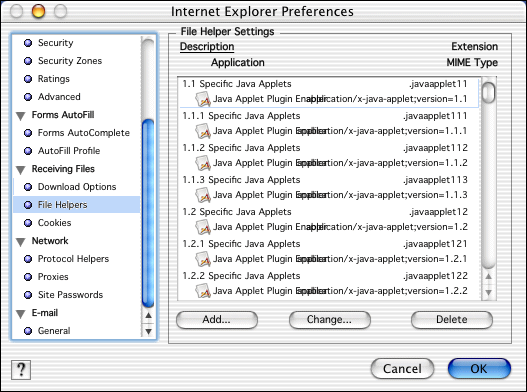 Internet Explorer Preferences
Security
Security Zones
Ratings
Advanced
Forms AutoFill
Forms AutoComplete
AutoFill Profile
Receiving Files
Download Options
File Helpers
Cookies
Network
Protocol Helpers
Proxies
Site Passwords
E-mail
General
File Helper Settings
Description Extension
Application MIME Type
1.1 Specific Java Applets .javaapplet11
Java Applet Plugin Enabler application/x-java-applet;version=1.1
1.1.1 Specific Java Applets .javaapplet111
Java Applet Plugin Enabler application/x-java-applet;version=1.1.1
1.1.2 Specific Java Applets .javaapplet112
Java Applet Plugin Enabler application/x-java-applet;version=1.1.2
1.1.3 Specific Java Applets .javaapplet113
Java Applet Plugin Enabler application/x-java-applet;version=1.1.3
1.2 Specific Java Applets .javaapplet12
Java Applet Plugin Enabler application/x-java-applet;version=1.2
1.2.1 Specific Java Applets .javaapplet121
Java Applet Plugin Enabler application/x-java-applet;version=1.2.1
1.2.2 Specific Java Applets .javaapplet122
Java Applet Plugin Enabler application/x-java-applet;version=1.2.2
Add... Change... Delete
? Cancel OK